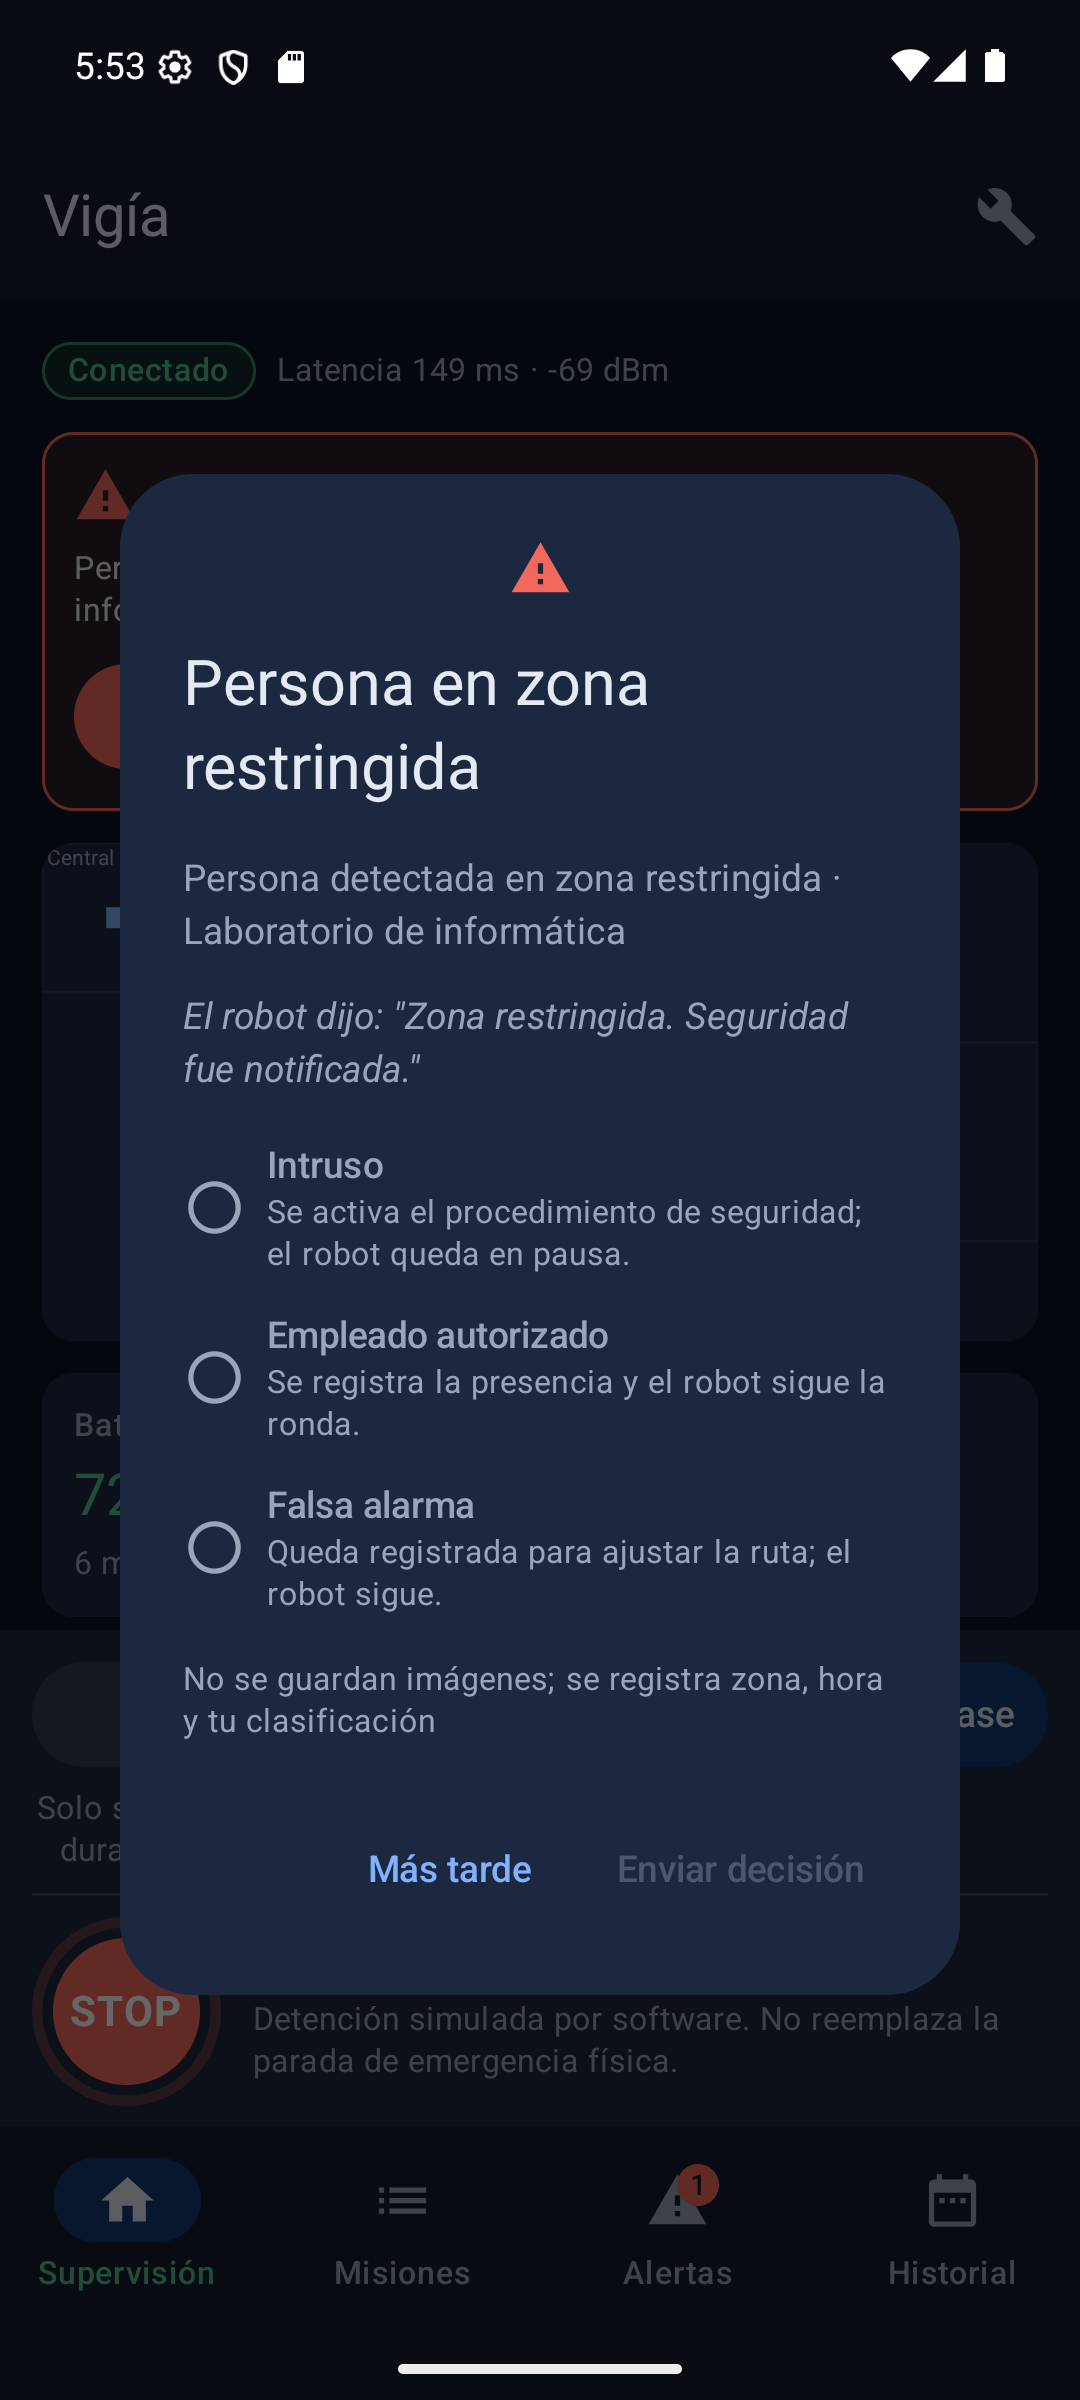 5:53
Vigía
Conectado
Latencia 149 ms · -69 dBm
Persona en zona
restringida
Persona detectada en zona restringida ·
Laboratorio de informática
El robot dijo: "Zona restringida. Seguridad
fue notificada."
Intruso
Se activa el procedimiento de seguridad;
el robot queda en pausa.
Empleado autorizado
Se registra la presencia y el robot sigue la
ronda.
Falsa alarma
Queda registrada para ajustar la ruta; el
robot sigue.
No se guardan imágenes; se registra zona, hora
y tu clasificación
Más tarde
Enviar decisión
Central
Solo
STOP
Detención simulada por software. No reemplaza la
parada de emergencia física.
1
Supervisión
Misiones
Alertas
Historial